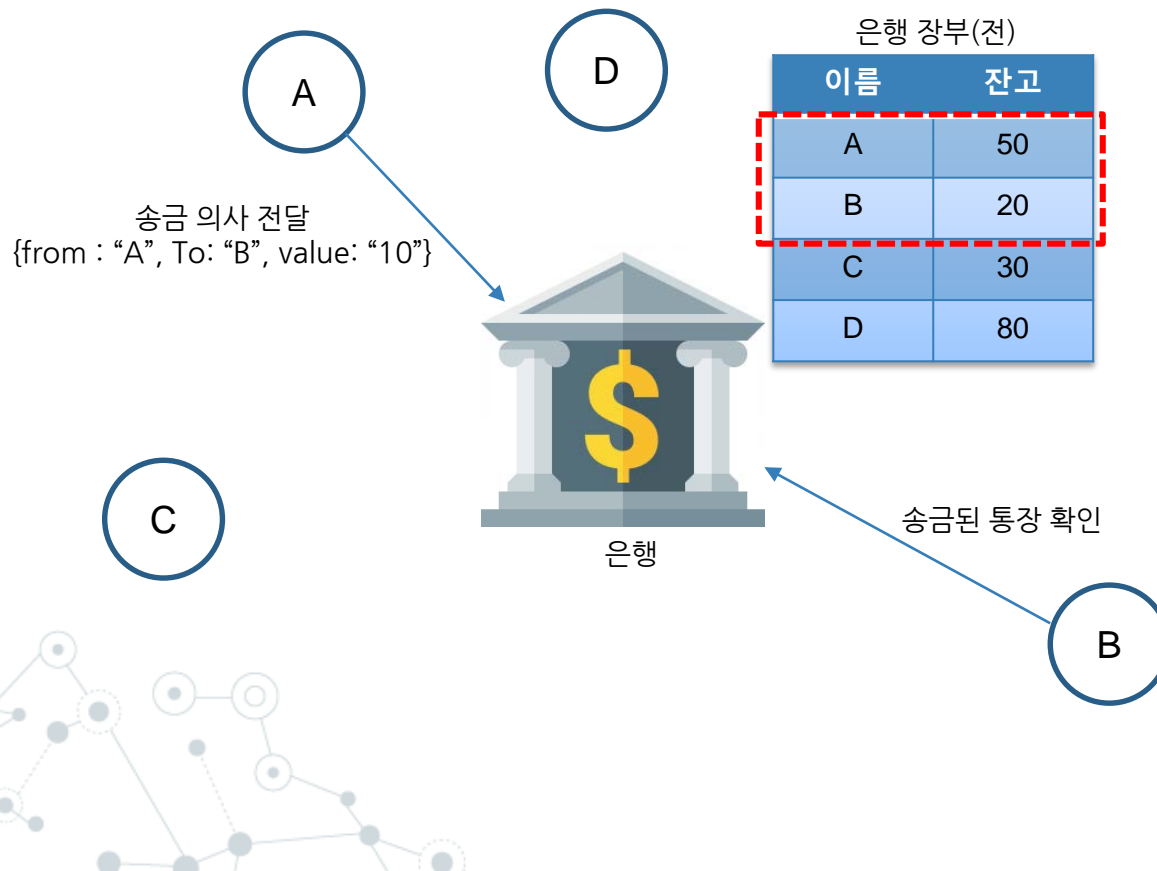 은행 장부(전)
A
D
이름 잔고
A 50
B 20
C 30
D 80
송금 의사 전달
{from : “A”, To: “B”, value: “10”}
$
C
송금된 통장 확인
은행
B